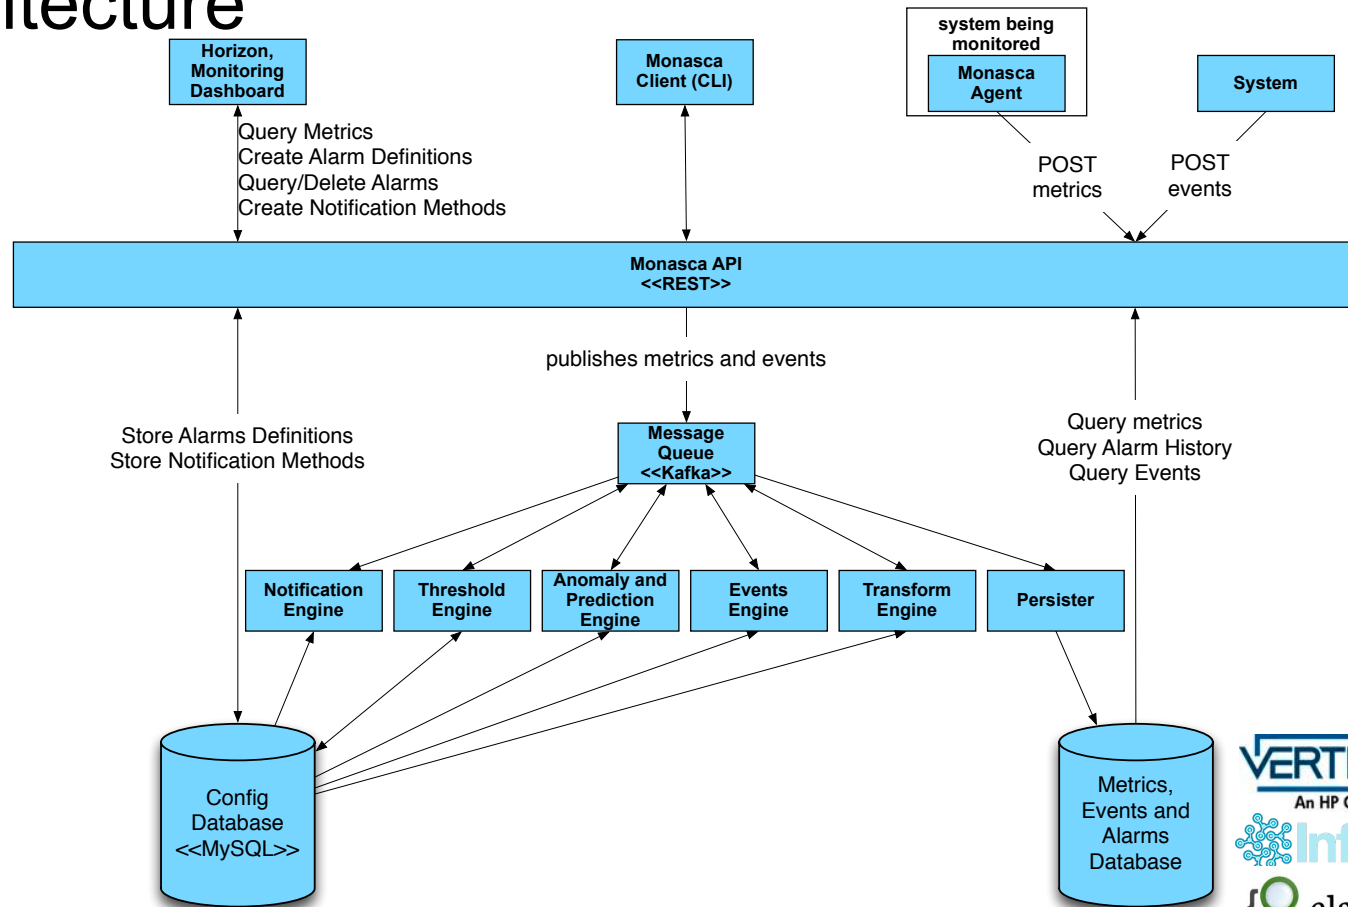 itecture
Horizon,
Monitoring
Dashboard
Monasca
Client (CLI)
system being
monitored
Monasca
Agent
System
Query Metrics
Create Alarm Definitions
Query/Delete Alarms
Create Notification Methods
POST
metrics
POST
events
Monasca API
<<REST>>
publishes metrics and events
Store Alarms Definitions
Store Notification Methods
Message
Queue
<<Kafka>>
Query metrics
Query Alarm History
Query Events
Notification
Engine
Threshold
Engine
Anomaly and
Prediction
Engine
Events
Engine
Transform
Engine
Persister
Config
Database
<<MySQL>>
Metrics,
Events and
Alarms
Database
VERTI
An HP
Inf
ela